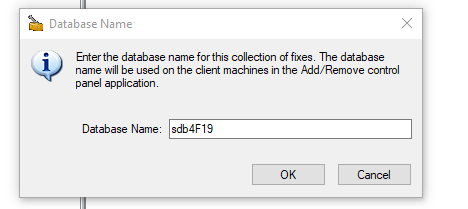 Database Name
Enter the database name for this collection of fixes. The database
name will be used on the client machines in the Add/Remove control
panel application.
Database Name: sdb4F19
OK Cancel